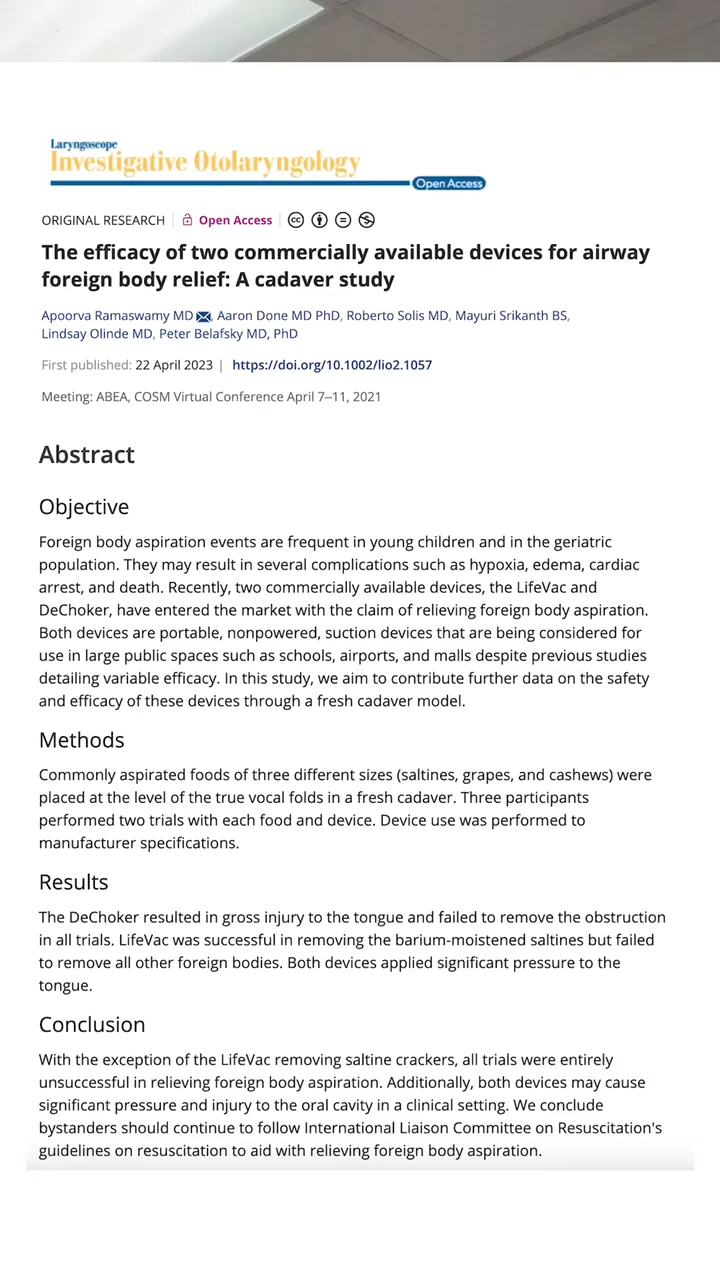 Laryngoscope
Investigative Otolaryngology
Open Access
ORIGINAL RESEARCH | Open Access
The efficacy of two commercially available devices for airway
foreign body relief: A cadaver study
Apoorva Ramaswamy MD, Aaron Done MD PhD, Roberto Solis MD, Mayuri Srikanth BS,
Lindsay Olinde MD, Peter Belafsky MD, PhD
First published: 22 April 2023 | https://doi.org/10.1002/lio2.1057
Meeting: ABEA, COSM Virtual Conference April 7–11, 2021
Abstract
Objective
Foreign body aspiration events are frequent in young children and in the geriatric
population. They may result in several complications such as hypoxia, edema, cardiac
arrest, and death. Recently, two commercially available devices, the LifeVac and
DeChoker, have entered the market with the claim of relieving foreign body aspiration.
Both devices are portable, nonpowered, suction devices that are being considered for
use in large public spaces such as schools, airports, and malls despite previous studies
detailing variable efficacy. In this study, we aim to contribute further data on the safety
and efficacy of these devices through a fresh cadaver model.
Methods
Commonly aspirated foods of three different sizes (saltines, grapes, and cashews) were
placed at the level of the true vocal folds in a fresh cadaver. Three participants
performed two trials with each food and device. Device use was performed to
manufacturer specifications.
Results
The DeChoker resulted in gross injury to the tongue and failed to remove the obstruction
in all trials. LifeVac was successful in removing the barium-moistened saltines but failed
to remove all other foreign bodies. Both devices applied significant pressure to the
tongue.
Conclusion
With the exception of the LifeVac removing saltine crackers, all trials were entirely
unsuccessful in relieving foreign body aspiration. Additionally, both devices may cause
significant pressure and injury to the oral cavity in a clinical setting. We conclude
bystanders should continue to follow International Liaison Committee on Resuscitation's
guidelines on resuscitation to aid with relieving foreign body aspiration.